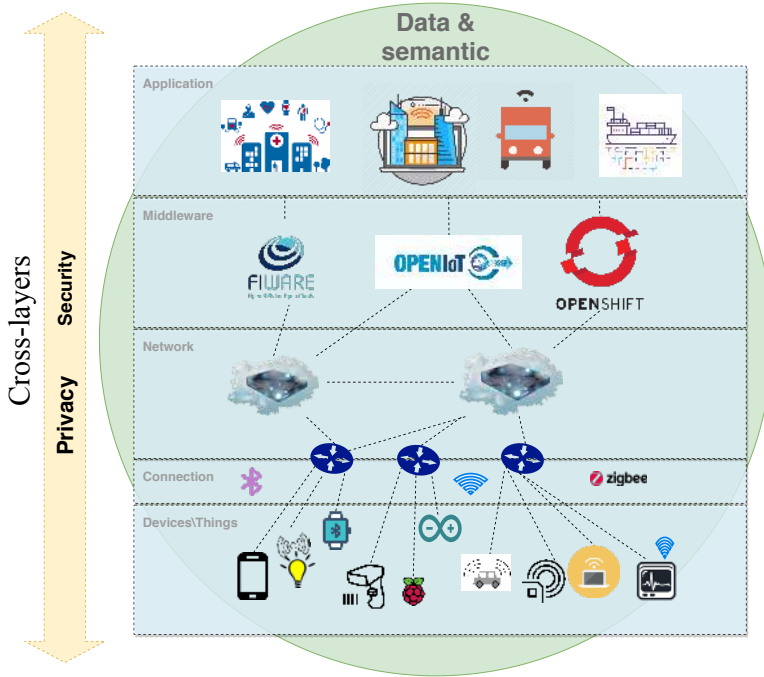 Data &
semantic
Application
Middleware
FIWARE
OPENIoT
OPENSHIFT
Network
Connection
zigbee
Devices\Things
Cross-layers
Privacy Security